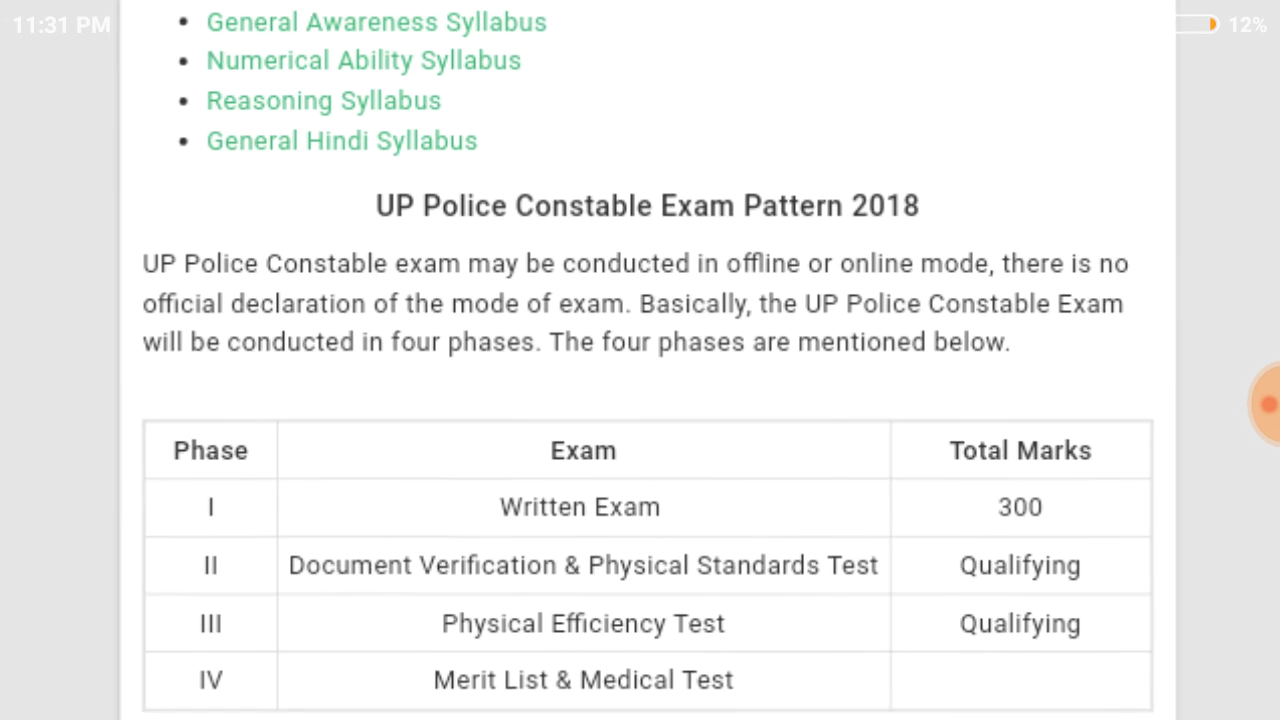 11:31 PM
12%
General Awareness Syllabus
Numerical Ability Syllabus
Reasoning Syllabus
General Hindi Syllabus
UP Police Constable Exam Pattern 2018
UP Police Constable exam may be conducted in offline or online mode, there is no
official declaration of the mode of exam. Basically, the UP Police Constable Exam
will be conducted in four phases. The four phases are mentioned below.
Phase Exam Total Marks
I Written Exam 300
II Document Verification & Physical Standards Test Qualifying
III Physical Efficiency Test Qualifying
IV Merit List & Medical Test